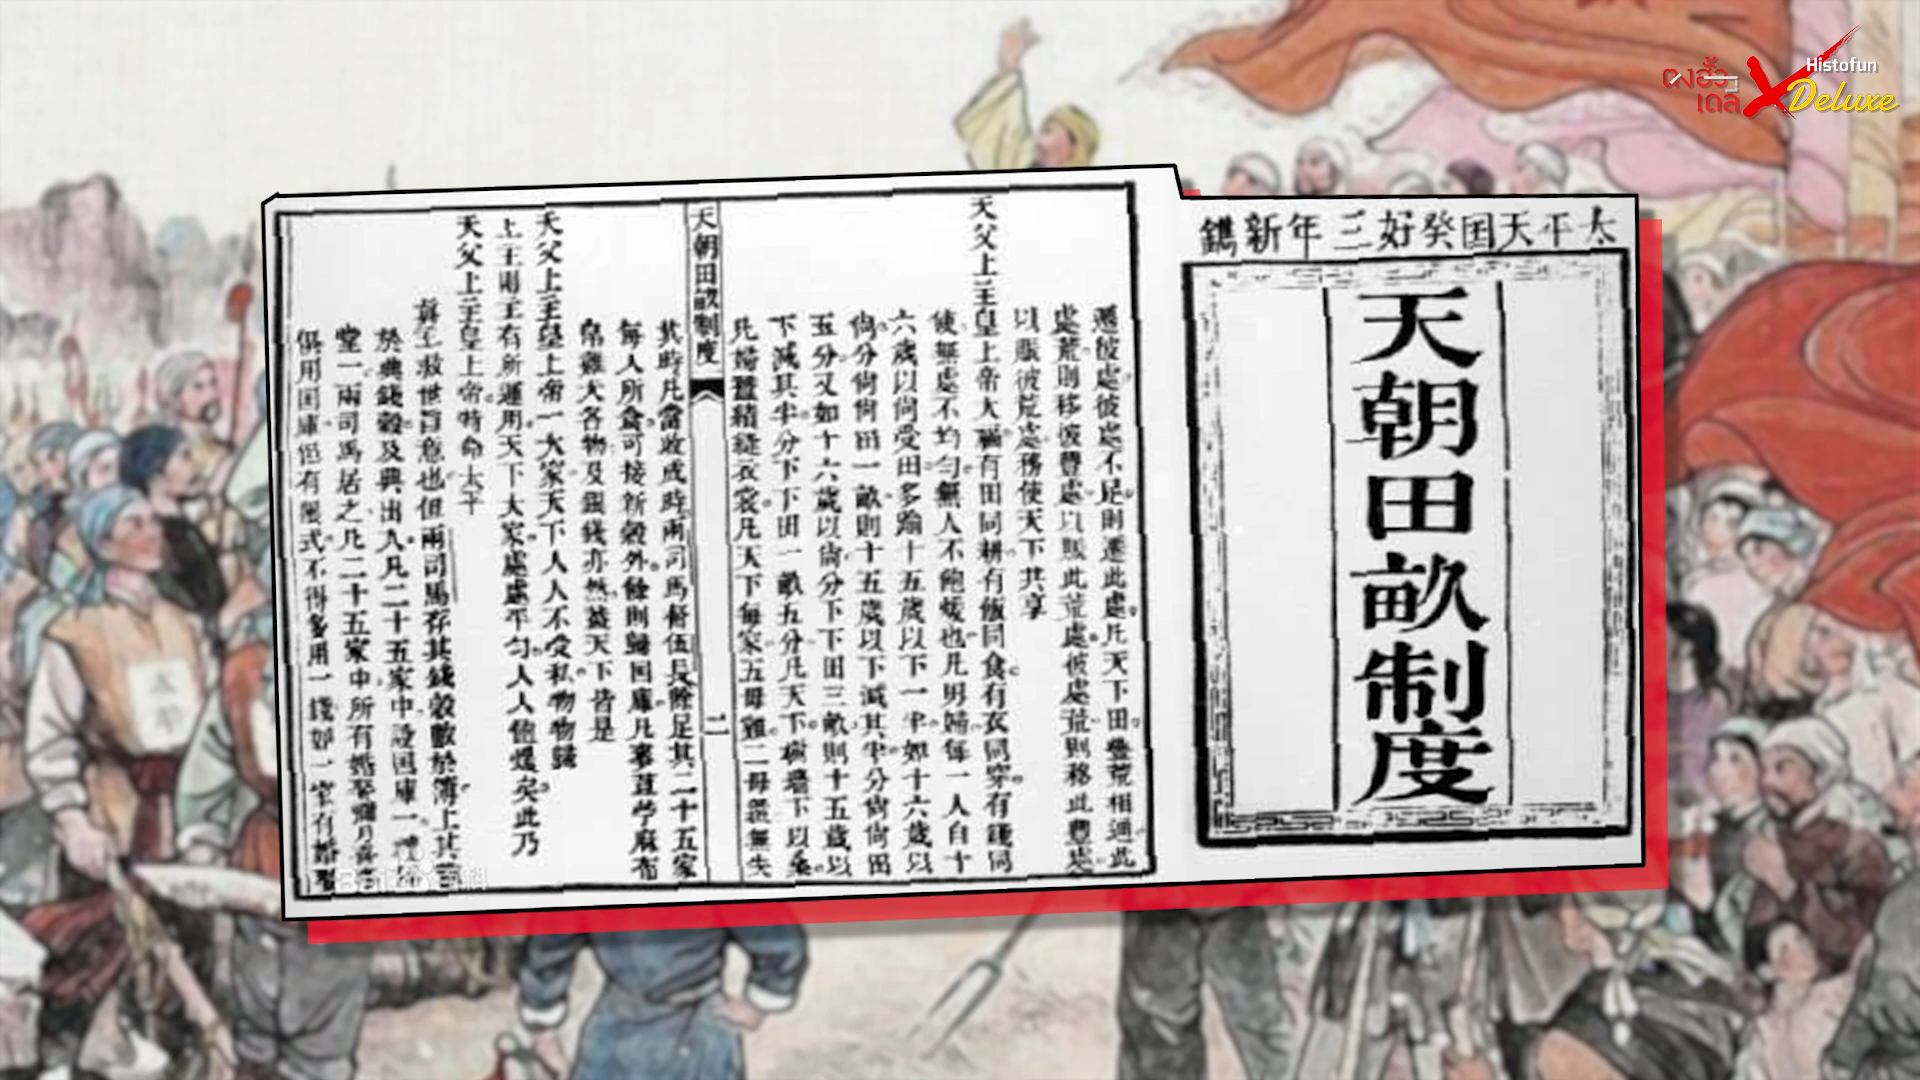 Histofun
X Deluxe
太平天囯癸好三年新鐫
天朝田畝制度
遷彼處彼處不足則遷此處凡天下田豐荒相通此
處荒則移彼豐處以賑此荒處彼處荒則移此豐處
以賑彼荒處務使天下共享
天父上主皇上帝大福有田同耕有飯同食有衣同穿有錢同
使無處不均勻無人不飽煖也凡男婦每一人自十
六歲以尚受田多踰十五歲以下一半如十六歲以
尚分尚尚田一畝則十五歲以下減其半分尚尚田
五分又如十六歲以尚分下下田三畝則十五歲以
下減其半分下下田一畝五分凡天下樹墻下以桑
凡婦蠶績縫衣裳凡天下每家五母雞二母彘無失
天朝田畝制度 二
其時凡當收成時兩司馬督伍長除足其二十五家
每人所食可接新穀外餘則歸囯庫凡麥荳苧麻布
帛雞犬各物及銀錢亦然蓋天下皆是
天父上主皇上帝一大家天下人人不受私物物歸
上主則主有所運用天下大家處處平勻人人飽煖矣此乃
天父上主皇上帝特命太平
真主救世旨意也但兩司馬存其錢穀數於簿上其
於典錢穀及典出入凡二十五家中設囯庫一禮
堂一兩司馬居之凡二十五家中所有婚娶彌月喜
俱用囯庫但有限式不得多用一錢如一家有婚娶